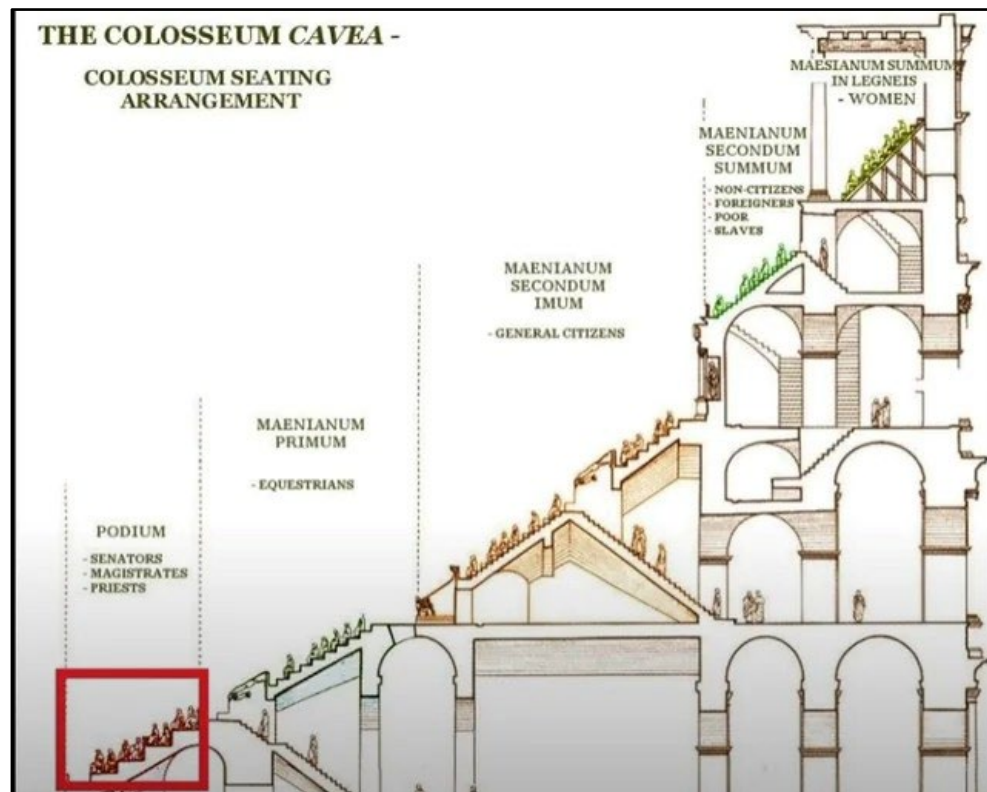 THE COLOSSEUM CAVEA -
COLOSSEUM SEATING
ARRANGEMENT
MAESIANUM SUMMUM
IN LEGNEIS
- WOMEN
MAENIANUM
SECONDUM
SUMMUM
- NON-CITIZENS
- FOREIGNERS
- POOR
- SLAVES
MAENIANUM
SECONDUM
IMUM
- GENERAL CITIZENS
MAENIANUM
PRIMUM
- EQUESTRIANS
PODIUM
- SENATORS
- MAGISTRATES
- PRIESTS